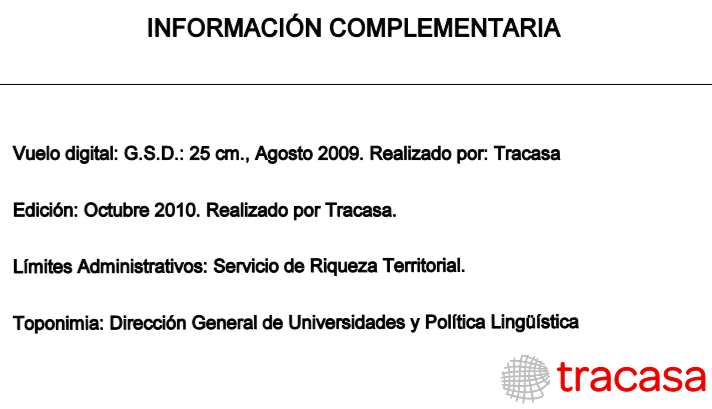 INFORMACIÓN COMPLEMENTARIA
Vuelo digital: G.S.D.: 25 cm., Agosto 2009. Realizado por: Tracasa
Edición: Octubre 2010. Realizado por Tracasa.
Límites Administrativos: Servicio de Riqueza Territorial.
Toponimia: Dirección General de Universidades y Política Lingüística
tracasa